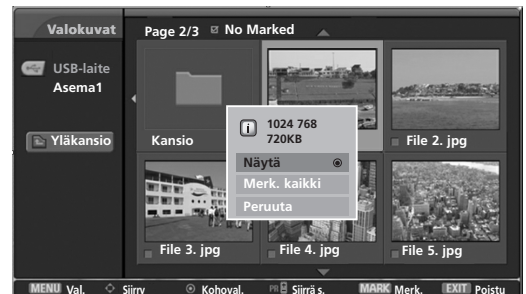 Valokuvat
Page 2/3 No Marked
USB-laite
Asema1
Yläkansio
Kansio
1024 768
720KB
Näytä
Merk. kaikki
Peruuta
File 2. jpg
File 3. jpg
File 4. jpg
File 5. jpg
MENU Val. Siirry Kohoval. PR Siirrä s. MARK Merk. EXIT Poistu